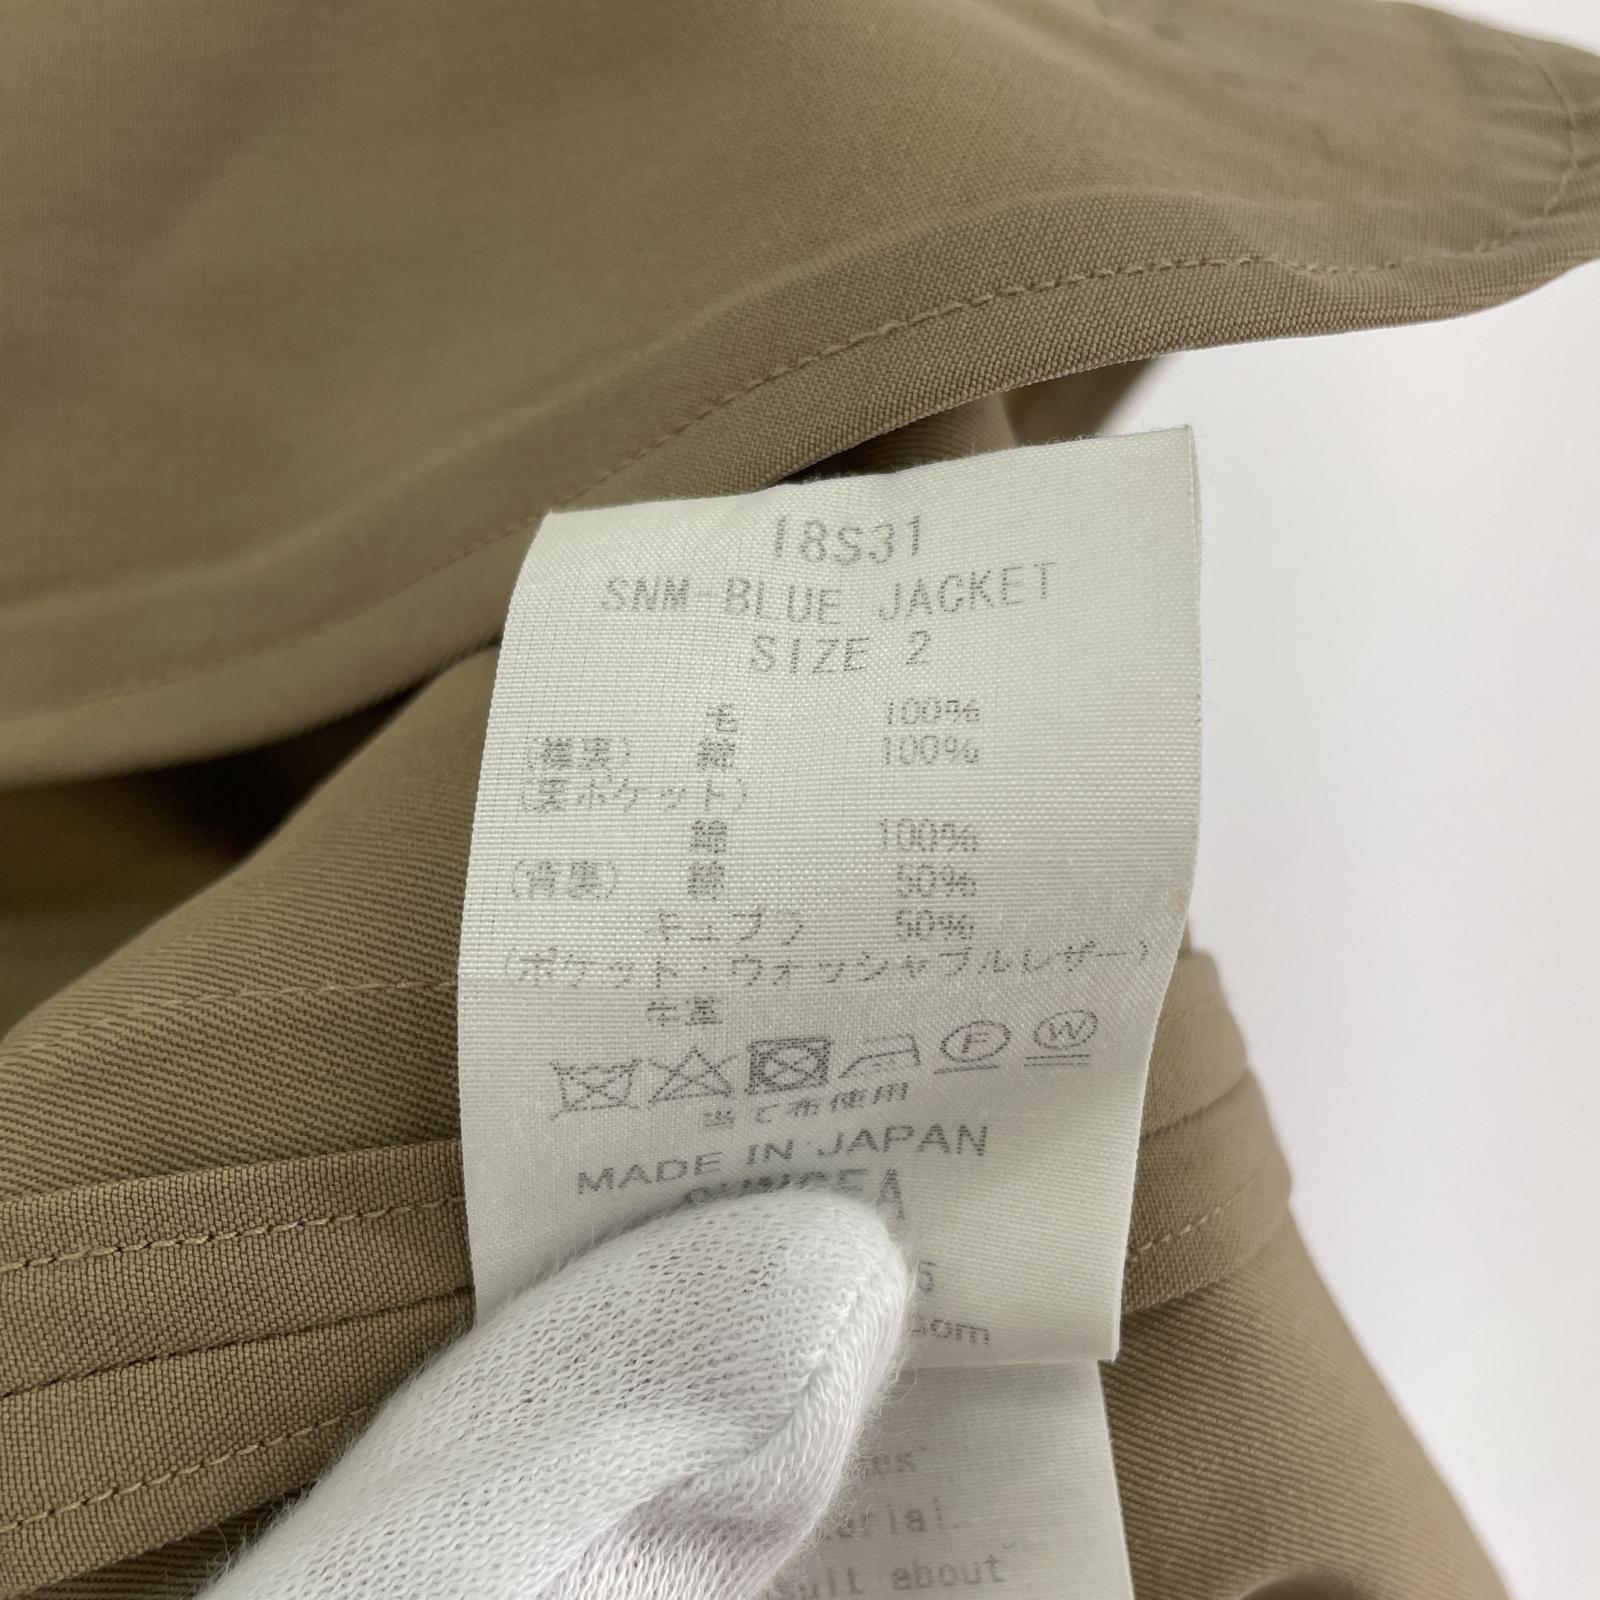 18S31
SNM-BLUE JACKET
SIZE 2
毛 100%
(襟裏) 綿 100%
(裏ポケット)
綿 100%
(背裏) 綿 50%
キュプラ 50%
(ポケット・ウォッシャブルレザー)
牛革
F W
当て布使用
MADE IN JAPAN
about